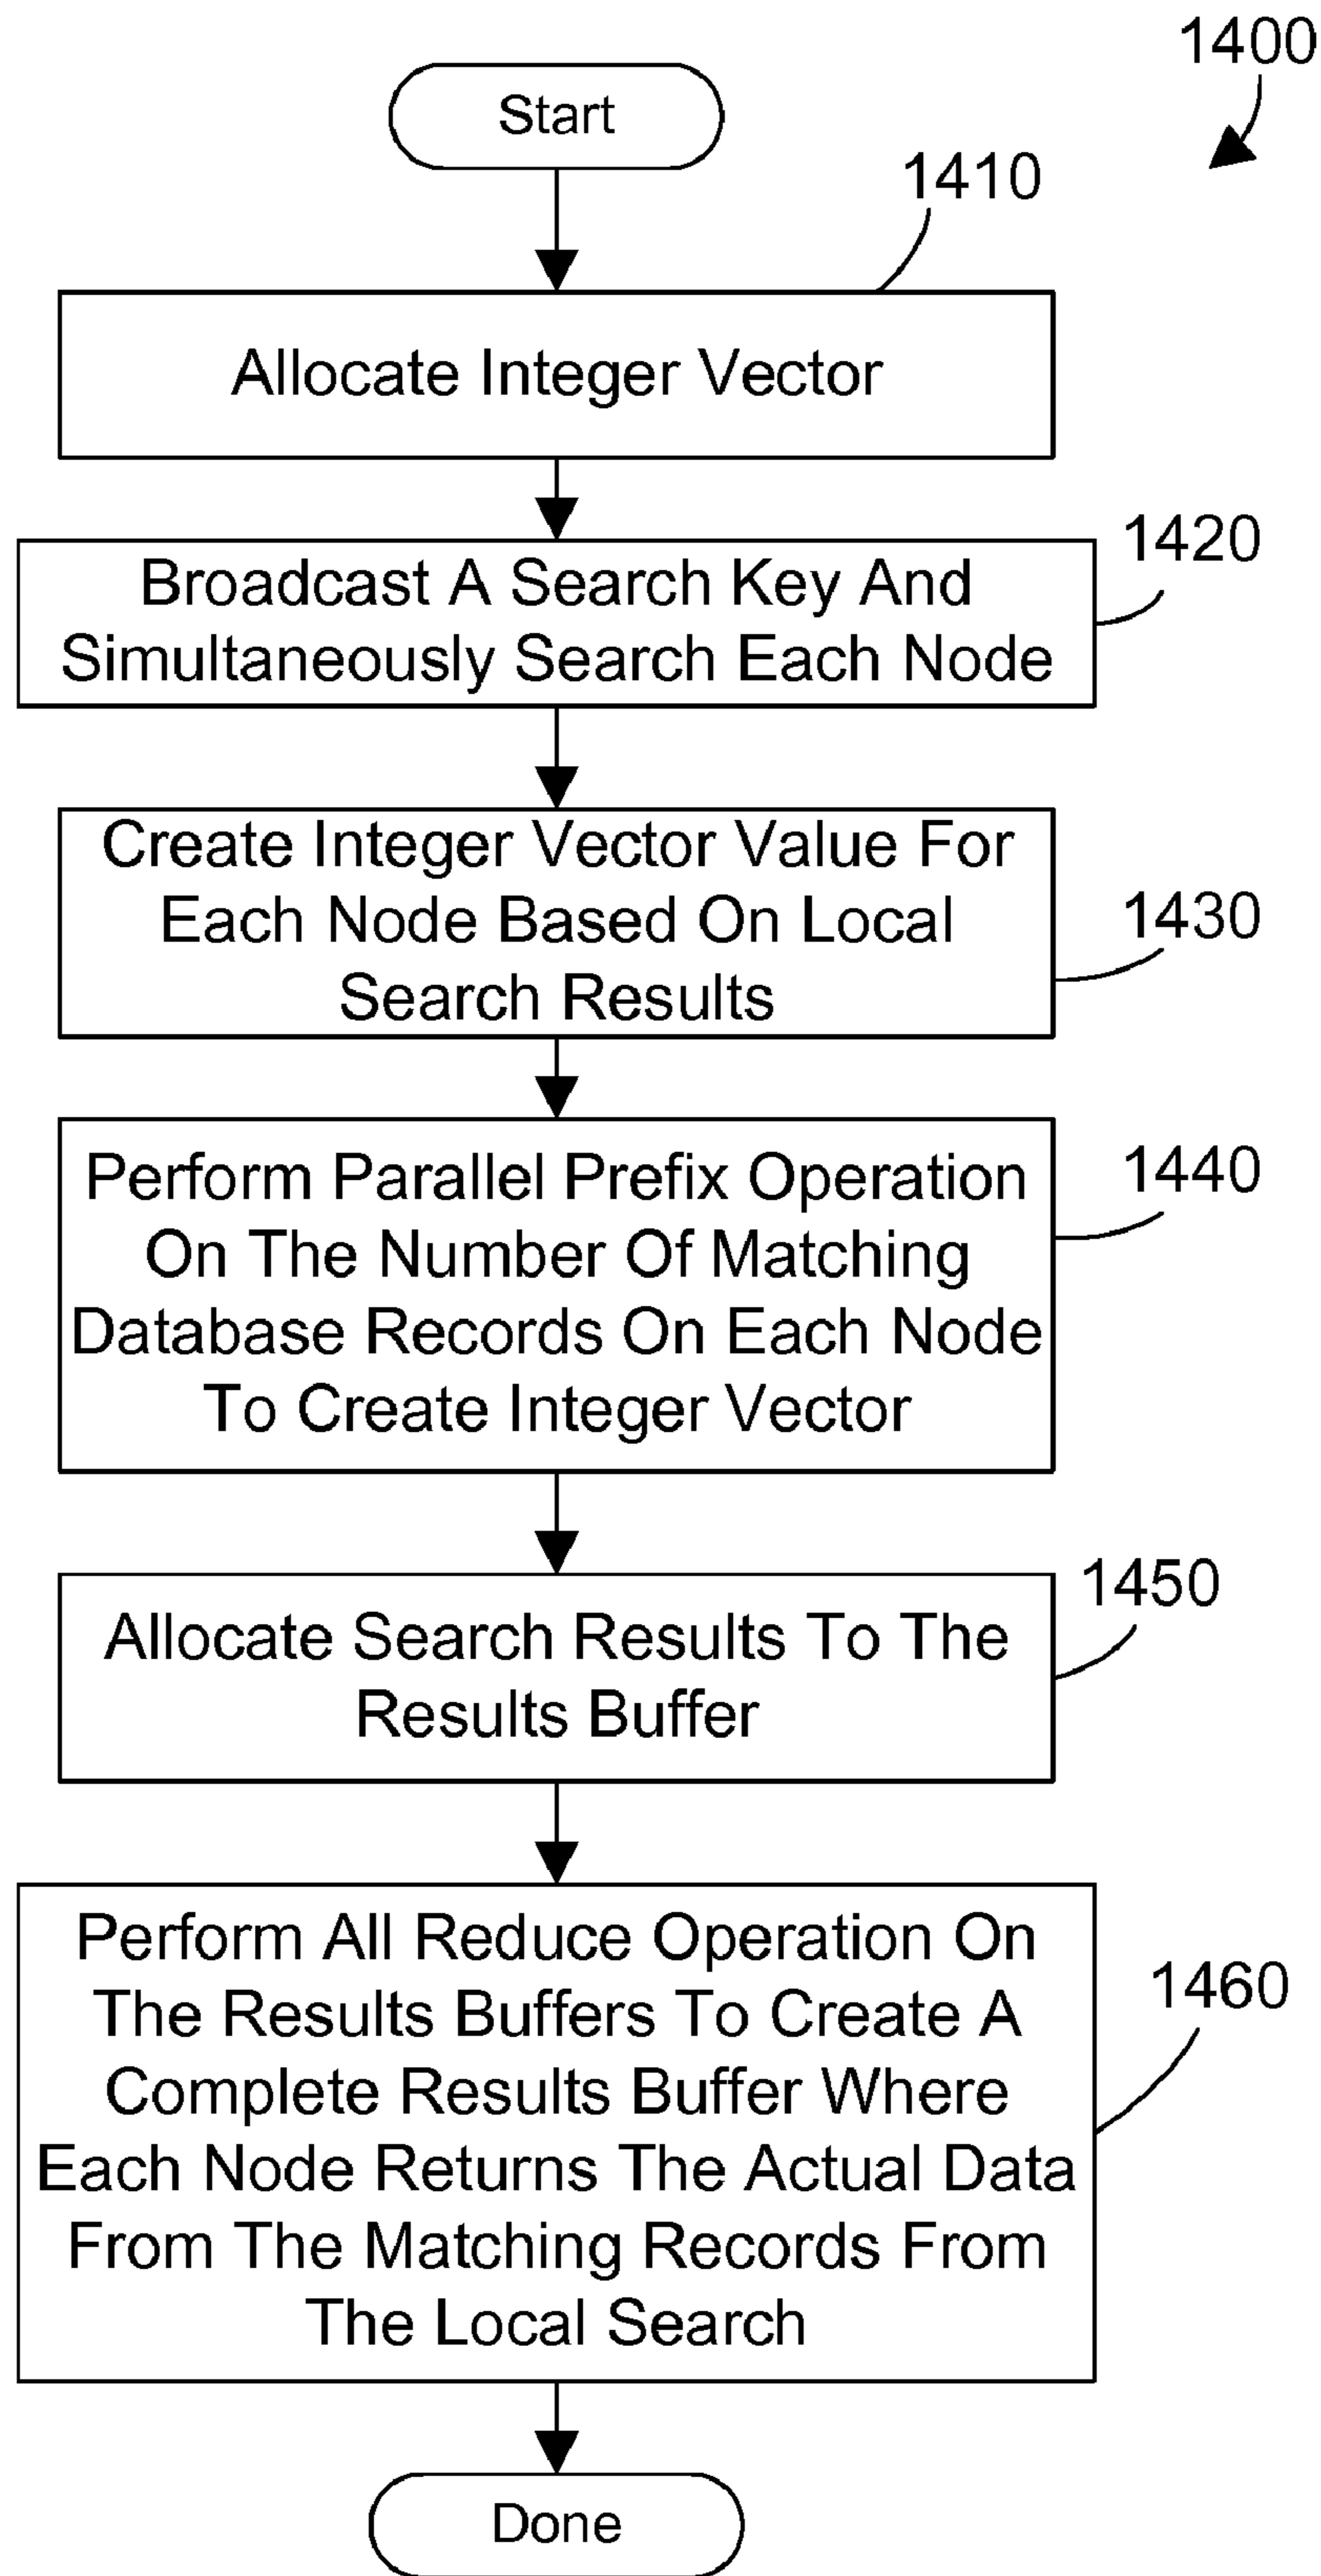 1400
Start
1410
Allocate Integer Vector
1420
Broadcast A Search Key And
Simultaneously Search Each Node
1430
Create Integer Vector Value For
Each Node Based On Local
Search Results
1440
Perform Parallel Prefix Operation
On The Number Of Matching
Database Records On Each Node
To Create Integer Vector
1450
Allocate Search Results To The
Results Buffer
1460
Perform All Reduce Operation On
The Results Buffers To Create A
Complete Results Buffer Where
Each Node Returns The Actual Data
From The Matching Records From
The Local Search
Done